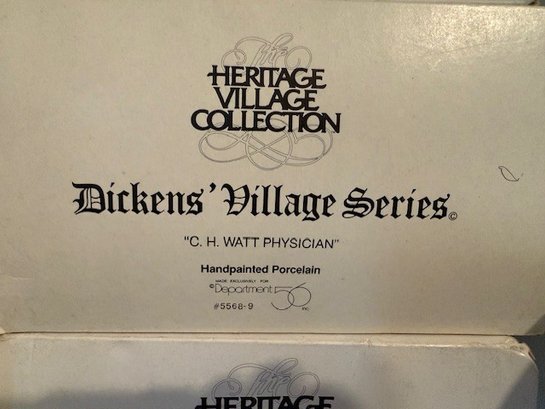 The
HERITAGE
VILLAGE
COLLECTION
Dickens' Village Series©
"C. H. WATT PHYSICIAN"
Handpainted Porcelain
MADE EXCLUSIVELY FOR
©Department 56 INC.
#5568-9
The
HERITAGE